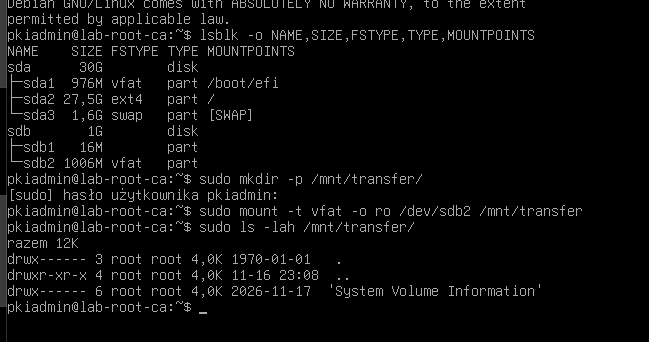 Debian GNU/Linux comes with ABSOLUTELY NO WARRANTY, to the extent
permitted by applicable law.
pkiadmin@lab-root-ca:~$ lsblk -o NAME,SIZE,FSTYPE,TYPE,MOUNTPOINTS
NAME    SIZE FSTYPE TYPE MOUNTPOINTS
sda      30G        disk
├─sda1  976M vfat   part /boot/efi
├─sda2 27,5G ext4   part /
└─sda3  1,6G swap   part [SWAP]
sdb       1G        disk
├─sdb1   16M        part
└─sdb2 1006M vfat   part
pkiadmin@lab-root-ca:~$ sudo mkdir -p /mnt/transfer/
[sudo] hasło użytkownika pkiadmin:
pkiadmin@lab-root-ca:~$ sudo mount -t vfat -o ro /dev/sdb2 /mnt/transfer
pkiadmin@lab-root-ca:~$ sudo ls -lah /mnt/transfer/
razem 12K
drwx------ 3 root root 4,0K 1970-01-01  .
drwxr-xr-x 4 root root 4,0K 11-16 23:08  ..
drwx------ 6 root root 4,0K 2026-11-17 'System Volume Information'
pkiadmin@lab-root-ca:~$ _